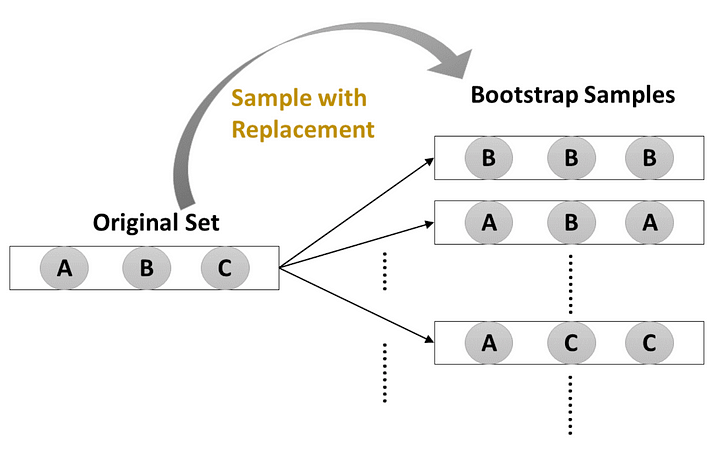 Sample with
Replacement
Bootstrap Samples
B B B
Original Set
A B A
A B C
A C C